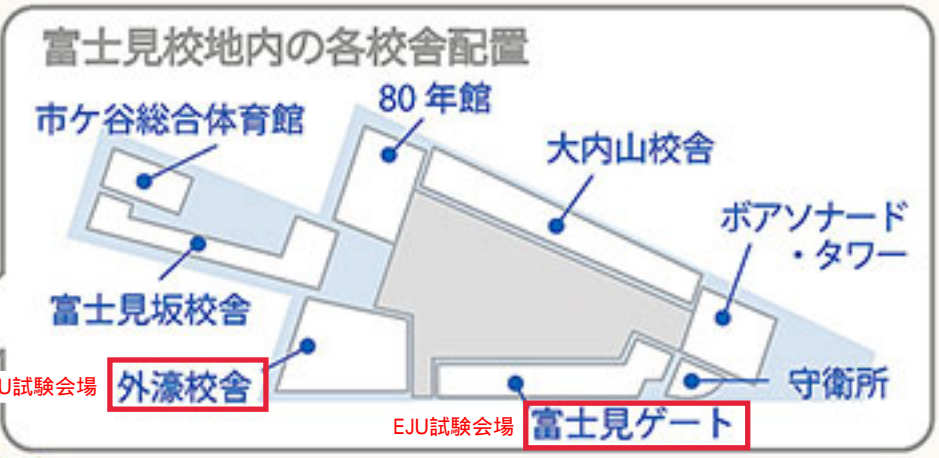 富士見校地内の各校舎配置
市ケ谷総合体育館
80年館
大内山校舎
ボアソナード
・タワー
富士見坂校舎
U試験会場
外濠校舎
守衛所
EJU試験会場
富士見ゲート